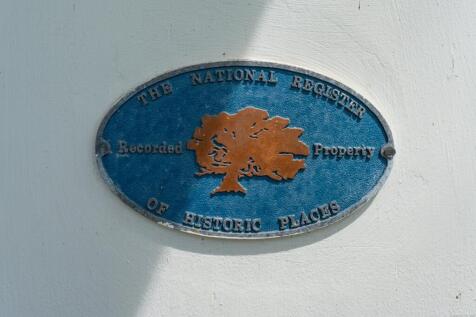 THE NATIONAL REGISTER
Recorded Property
OF HISTORIC PLACES